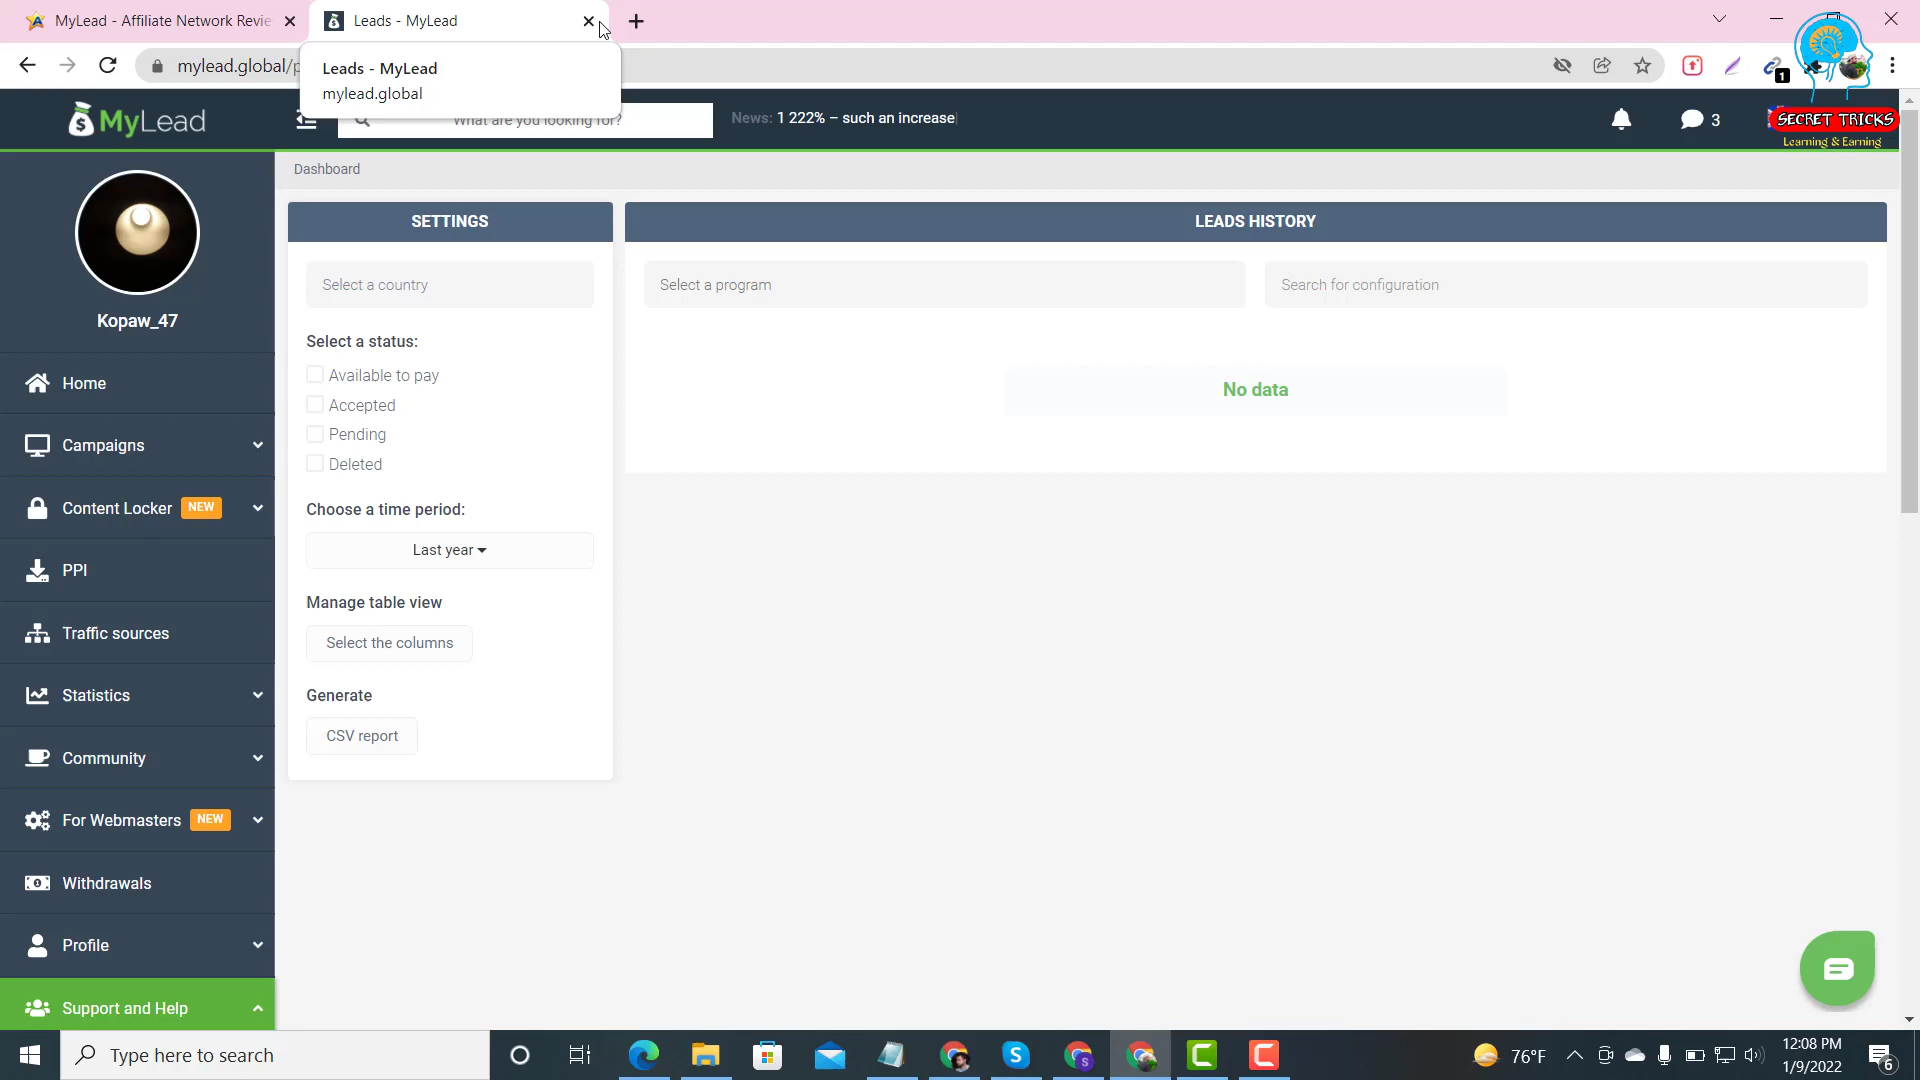 MyLead - Affiliate Network Revie
Leads - MyLead
mylead.global/p
Leads - MyLead
mylead.global
1
MyLead
What are you looking for?
News: 1 222% – such an increase
3
SECRET TRICKS
Learning & Earning
Kopaw_47
Home
Campaigns
Content Locker NEW
PPI
Traffic sources
Statistics
Community
For Webmasters NEW
Withdrawals
Profile
Support and Help
Dashboard
SETTINGS
Select a country
Select a status:
Available to pay
Accepted
Pending
Deleted
Choose a time period:
Last year
Manage table view
Select the columns
Generate
CSV report
LEADS HISTORY
Select a program
Search for configuration
No data
Type here to search
S
S
C
C
76°F
12:08 PM
1/9/2022
6